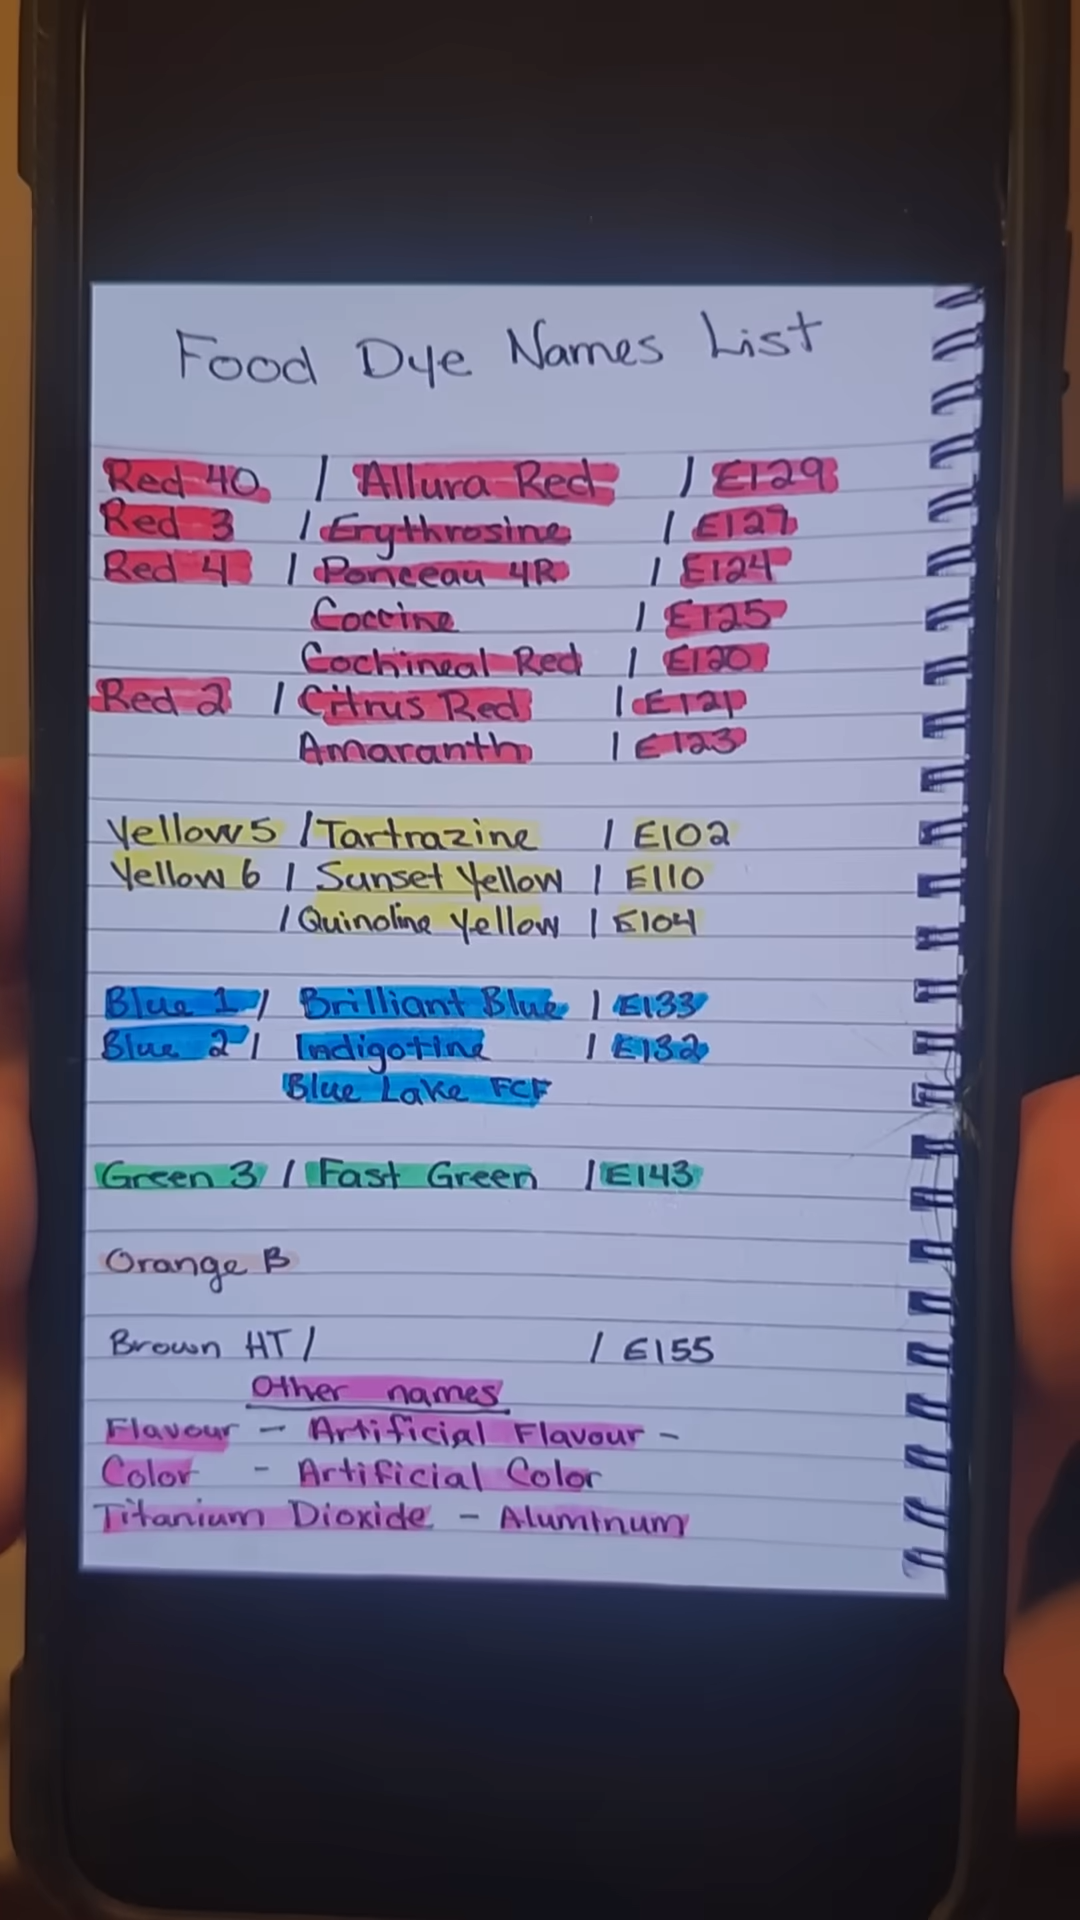 Food Dye Names List
Red 40 / Allura Red / E129
Red 3 / Erythrosine / E127
Red 4 / Ponceau 4R / E124
Coccine / E125
Cochineal Red / E120
Red 2 / Citrus Red / E121
Amaranth / E123
Yellow 5 / Tartrazine / E102
Yellow 6 / Sunset Yellow / E110
/ Quinoline Yellow / E104
Blue 1 / Brilliant Blue / E133
Blue 2 / Indigotine / E132
Blue Lake FCF
Green 3 / Fast Green / E143
Orange B
Brown HT / / E155
Other names
Flavour - Artificial Flavour -
Color - Artificial Color
Titanium Dioxide - Aluminum